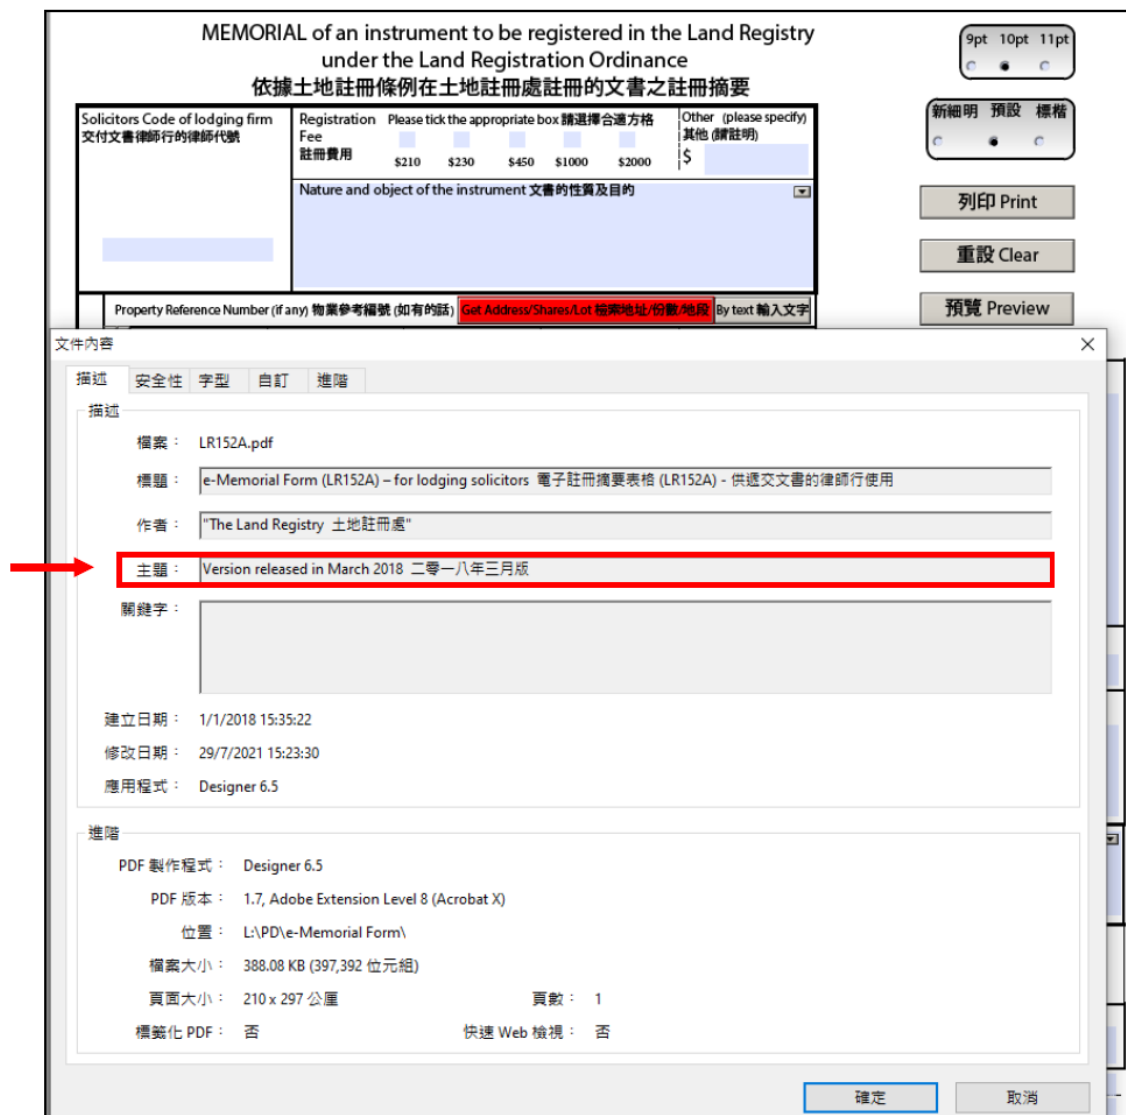 MEMORIAL of an instrument to be registered in the Land Registry
under the Land Registration Ordinance
依據土地註冊條例在土地註冊處註冊的文書之註冊摘要
9pt 10pt 11pt
新細明 預設 標楷
列印 Print
重設 Clear
預覽 Preview
Solicitors Code of lodging firm
交付文書律師行的律師代號
Registration Fee
註冊費用
Please tick the appropriate box 請選擇合適方格
$210 $230 $450 $1000 $2000
Other (please specify)
其他 (請註明)
$
Nature and object of the instrument 文書的性質及目的
Property Reference Number (if any) 物業參考編號 (如有的話) Get Address/Shares/Lot 檢索地址/份數/地段 By text 輸入文字
文件內容
描述 安全性 字型 自訂 進階
描述
檔案： LR152A.pdf
標題： e-Memorial Form (LR152A) – for lodging solicitors 電子註冊摘要表格 (LR152A) - 供遞交文書的律師行使用
作者： "The Land Registry 土地註冊處"
主題： Version released in March 2018 二零一八年三月版
關鍵字：
建立日期： 1/1/2018 15:35:22
修改日期： 29/7/2021 15:23:30
應用程式： Designer 6.5
進階
PDF 製作程式： Designer 6.5
PDF 版本： 1.7, Adobe Extension Level 8 (Acrobat X)
位置： L:\PD\e-Memorial Form\
檔案大小： 388.08 KB (397,392 位元組)
頁面大小： 210 x 297 公厘 頁數： 1
標籤化 PDF： 否 快速 Web 檢視： 否
確定 取消